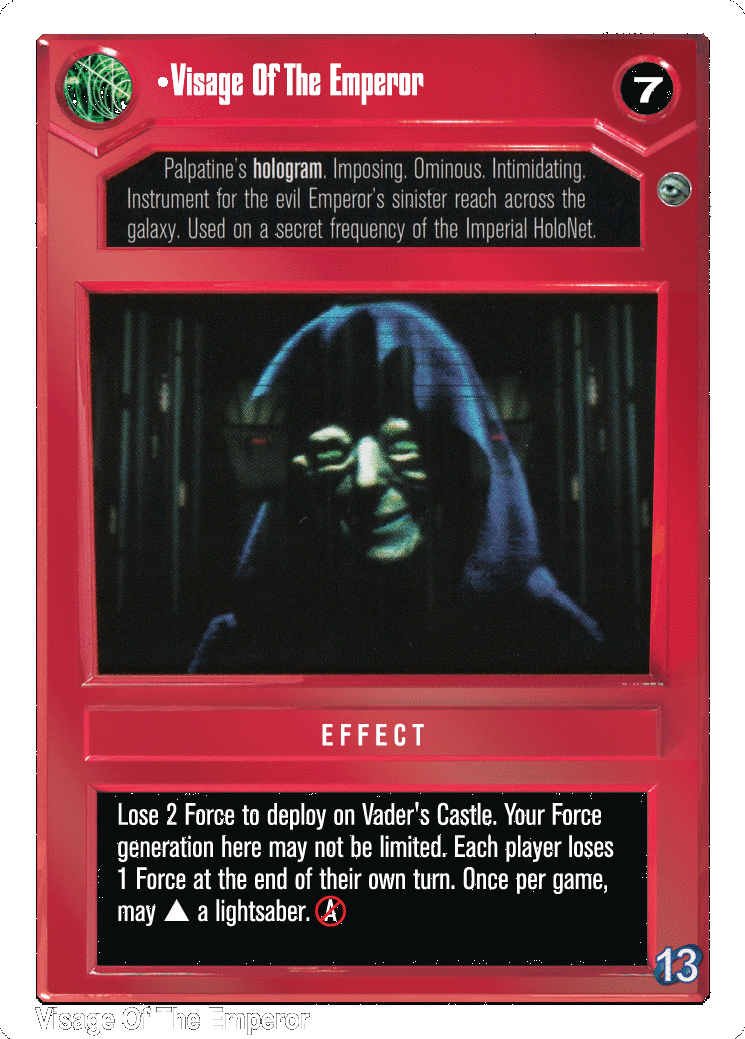 •Visage Of The Emperor
7
Palpatine's hologram. Imposing. Ominous. Intimidating.
Instrument for the evil Emperor's sinister reach across the
galaxy. Used on a secret frequency of the Imperial HoloNet.
EFFECT
Lose 2 Force to deploy on Vader's Castle. Your Force
generation here may not be limited. Each player loses
1 Force at the end of their own turn. Once per game,
may ▲ a lightsaber. A
13
Visage Of The Emperor